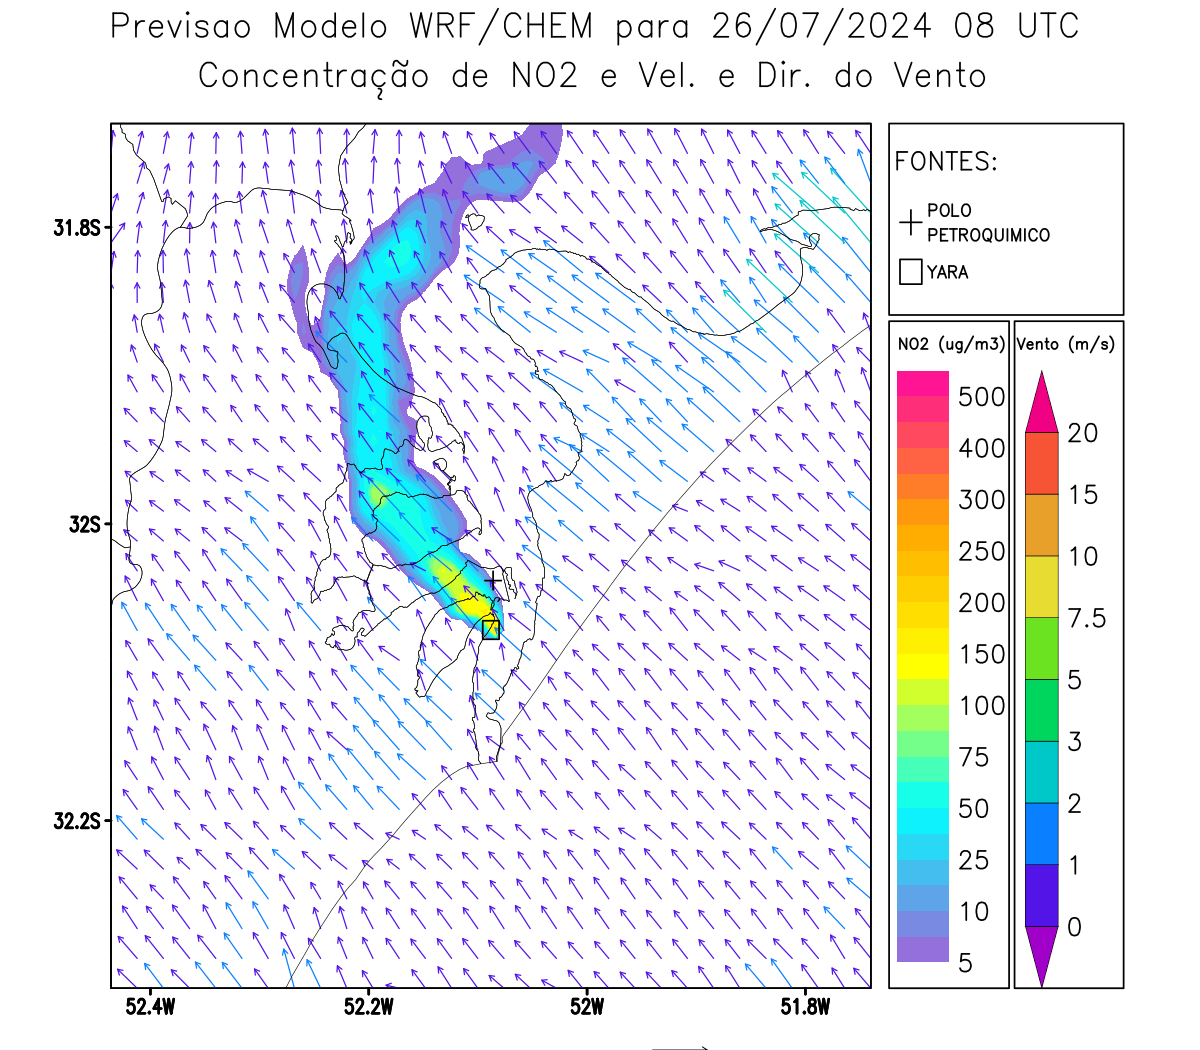 Previsao Modelo WRF/CHEM para 26/07/2024 08 UTC
Concentração de NO2 e Vel. e Dir. do Vento
FONTES:
POLO
PETROQUIMICO
YARA
NO2 (ug/m3)
500
400
300
250
200
150
100
75
50
25
10
5
Vento (m/s)
20
15
10
7.5
5
3
2
1
0
31.8S
32S
32.2S
52.4W
52.2W
52W
51.8W